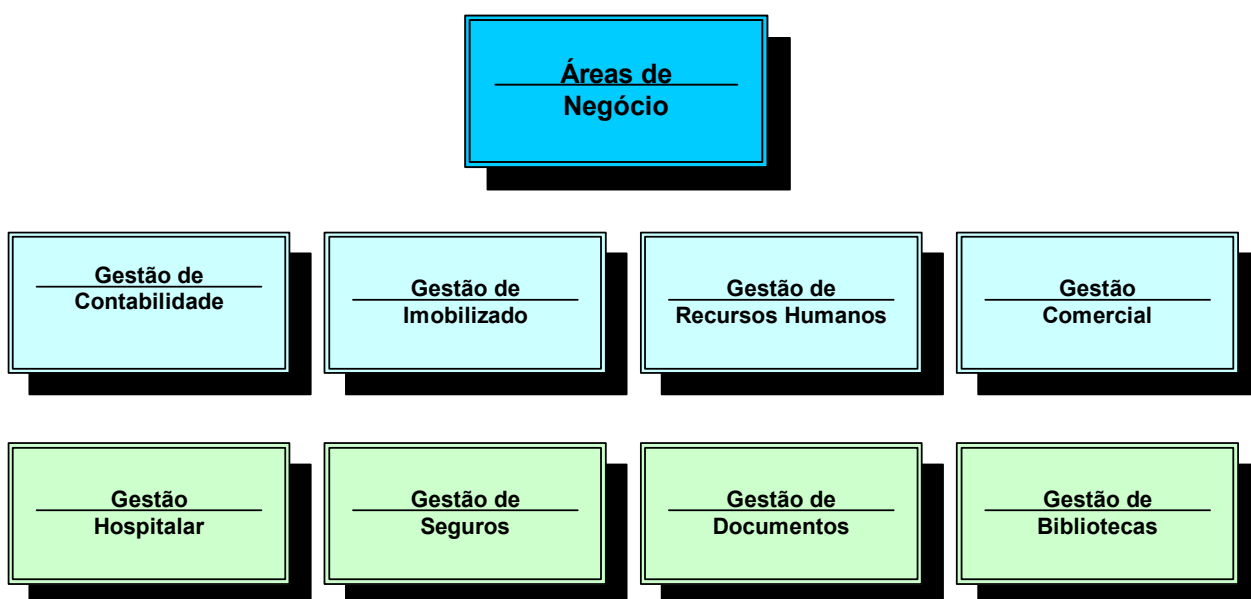 Áreas de
Negócio
Gestão de
Contabilidade
Gestão de
Imobilizado
Gestão de
Recursos Humanos
Gestão
Comercial
Gestão
Hospitalar
Gestão de
Seguros
Gestão de
Documentos
Gestão de
Bibliotecas